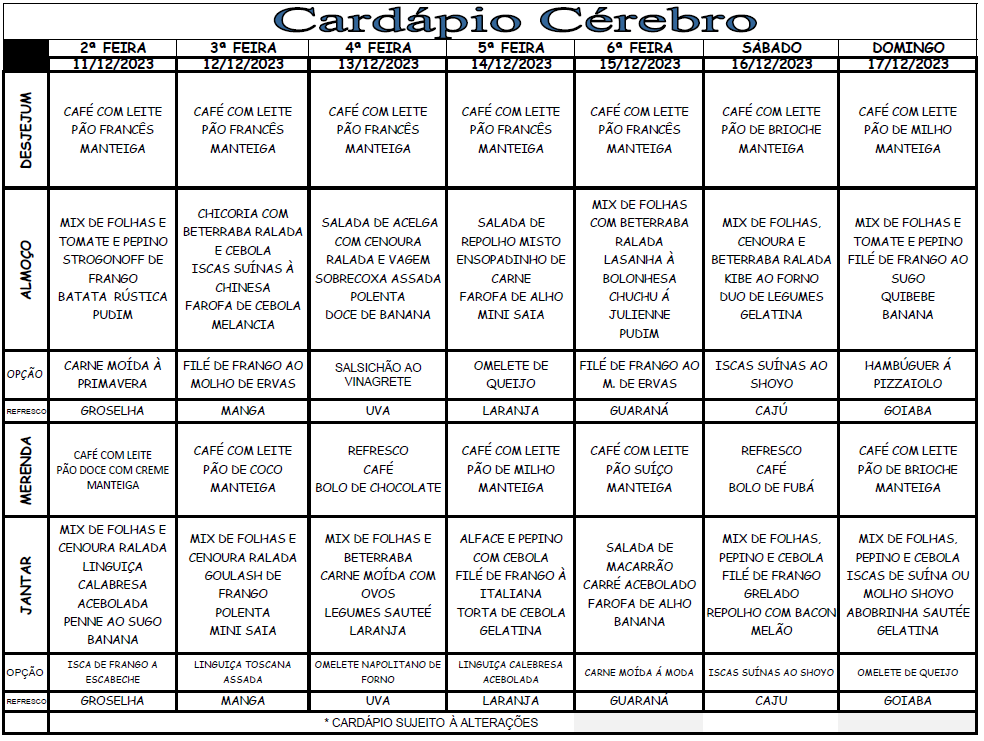 Cardápio Cérebro
2ª FEIRA 3ª FEIRA 4ª FEIRA 5ª FEIRA 6ª FEIRA SÁBADO DOMINGO
11/12/2023 12/12/2023 13/12/2023 14/12/2023 15/12/2023 16/12/2023 17/12/2023
DESJEJUM
CAFÉ COM LEITE
PÃO FRANCÊS
MANTEIGA
CAFÉ COM LEITE
PÃO FRANCÊS
MANTEIGA
CAFÉ COM LEITE
PÃO FRANCÊS
MANTEIGA
CAFÉ COM LEITE
PÃO FRANCÊS
MANTEIGA
CAFÉ COM LEITE
PÃO FRANCÊS
MANTEIGA
CAFÉ COM LEITE
PÃO DE BRIOCHE
MANTEIGA
CAFÉ COM LEITE
PÃO DE MILHO
MANTEIGA
ALMOÇO
MIX DE FOLHAS E
TOMATE E PEPINO
STROGONOFF DE
FRANGO
BATATA RÚSTICA
PUDIM
CHICORIA COM
BETERRABA RALADA
E CEBOLA
ISCAS SUÍNAS À
CHINESA
FAROFA DE CEBOLA
MELANCIA
SALADA DE ACELGA
COM CENOURA
RALADA E VAGEM
SOBRECOXA ASSADA
POLENTA
DOCE DE BANANA
SALADA DE
REPOLHO MISTO
ENSOPADINHO DE
CARNE
FAROFA DE ALHO
MINI SAIA
MIX DE FOLHAS
COM BETERRABA
RALADA
LASANHA À
BOLONHESA
CHUCHU Á
JULIENNE
PUDIM
MIX DE FOLHAS,
CENOURA E
BETERRABA RALADA
KIBE AO FORNO
DUO DE LEGUMES
GELATINA
MIX DE FOLHAS E
TOMATE E PEPINO
FILÉ DE FRANGO AO
SUGO
QUIBEBE
BANANA
OPÇÃO
CARNE MOÍDA À
PRIMAVERA
FILÉ DE FRANGO AO
MOLHO DE ERVAS
SALSICHÃO AO
VINAGRETE
OMELETE DE
QUEIJO
FILÉ DE FRANGO AO
M. DE ERVAS
ISCAS SUÍNAS AO
SHOYO
HAMBÚGUER Á
PIZZAIOLO
REFRESCO GROSELHA MANGA UVA LARANJA GUARANÁ CAJÚ GOIABA
MERENDA
CAFÉ COM LEITE
PÃO DOCE COM CREME
MANTEIGA
CAFÉ COM LEITE
PÃO DE COCO
MANTEIGA
REFRESCO
CAFÉ
BOLO DE CHOCOLATE
CAFÉ COM LEITE
PÃO DE MILHO
MANTEIGA
CAFÉ COM LEITE
PÃO SUÍÇO
MANTEIGA
REFRESCO
CAFÉ
BOLO DE FUBÁ
CAFÉ COM LEITE
PÃO DE BRIOCHE
MANTEIGA
JANTAR
MIX DE FOLHAS E
CENOURA RALADA
LINGUIÇA
CALABRESA
ACEBOLADA
PENNE AO SUGO
BANANA
MIX DE FOLHAS E
CENOURA RALADA
GOULASH DE
FRANGO
POLENTA
MINI SAIA
MIX DE FOLHAS E
BETERRABA
CARNE MOÍDA COM
OVOS
LEGUMES SAUTEÉ
LARANJA
ALFACE E PEPINO
COM CEBOLA
FILÉ DE FRANGO À
ITALIANA
TORTA DE CEBOLA
GELATINA
SALADA DE
MACARRÃO
CARRÉ ACEBOLADO
FAROFA DE ALHO
BANANA
MIX DE FOLHAS,
PEPINO E CEBOLA
FILÉ DE FRANGO
GRELADO
REPOLHO COM BACON
MELÃO
MIX DE FOLHAS,
PEPINO E CEBOLA
ISCAS DE SUÍNA OU
MOLHO SHOYO
ABOBRINHA SAUTÉE
GELATINA
OPÇÃO
ISCA DE FRANGO A
ESCABECHE
LINGUIÇA TOSCANA
ASSADA
OMELETE NAPOLITANO DE
FORNO
LINGUIÇA CALEBRESA
ACEBOLADA
CARNE MOÍDA Á MODA
ISCAS SUÍNAS AO SHOYO
OMELETE DE QUEIJO
REFRESCO GROSELHA MANGA UVA LARANJA GUARANÁ CAJU GOIABA
* CARDÁPIO SUJEITO À ALTERAÇÕES